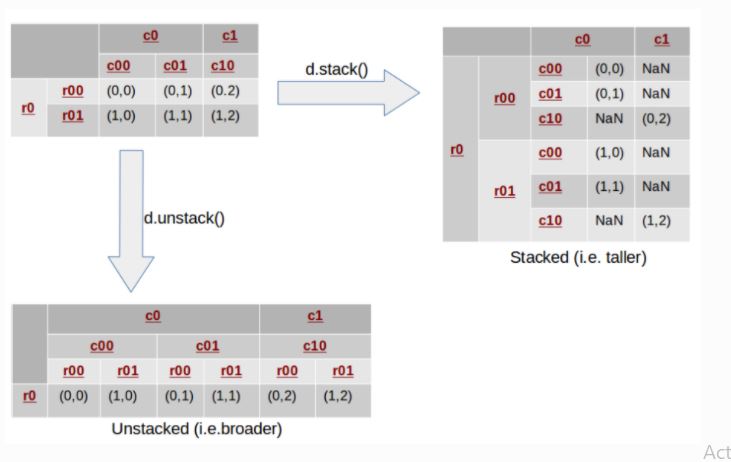 c0 c1
c00 c01 c10
r0 r00 (0,0) (0,1) (0.2)
r01 (1,0) (1,1) (1,2)
d.stack()
c0 c1
r0 r00 c00 (0,0) NaN
c01 (0,1) NaN
c10 NaN (0,2)
r01 c00 (1,0) NaN
c01 (1,1) NaN
c10 NaN (1,2)
Stacked (i.e. taller)
d.unstack()
c0 c1
c00 c01 c10
r00 r01 r00 r01 r00 r01
r0 (0,0) (1,0) (0,1) (1,1) (0,2) (1,2)
Unstacked (i.e.broader)
Act